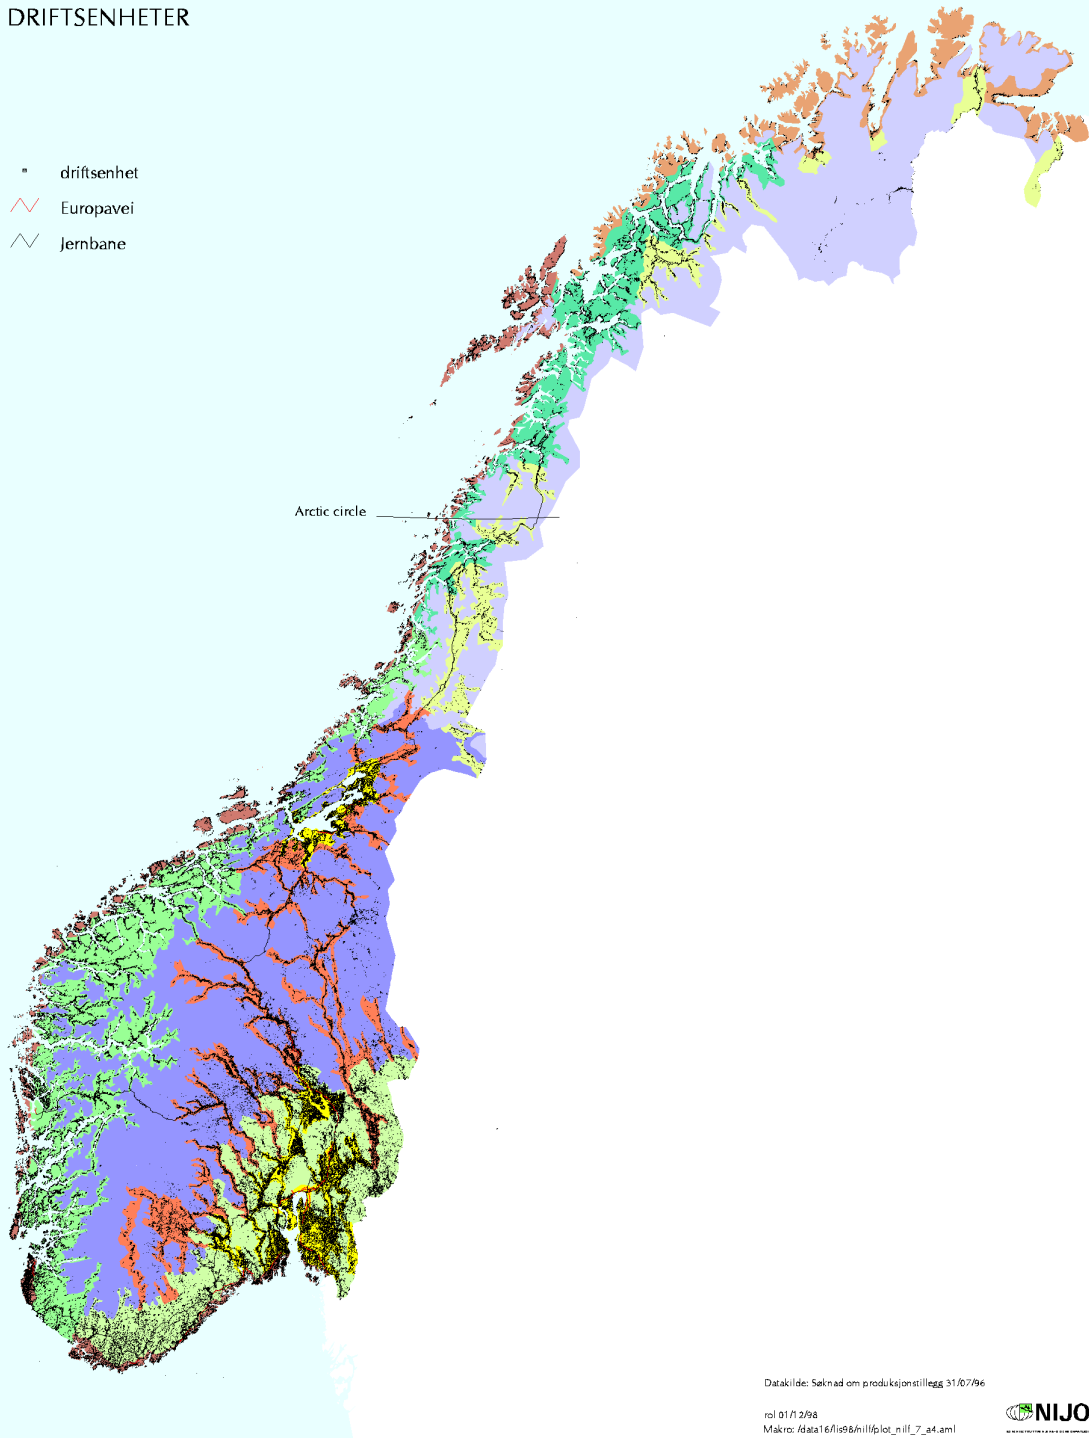 DRIFTSENHETER
driftsenhet
Europavei
Jernbane
Arctic circle
Datakilde: Søknad om produksjonstillegg 31/07/96
rol 01/12/98
Makro: /data16/lis98/nilf/plot_nilf_7_a4.aml
NIJO